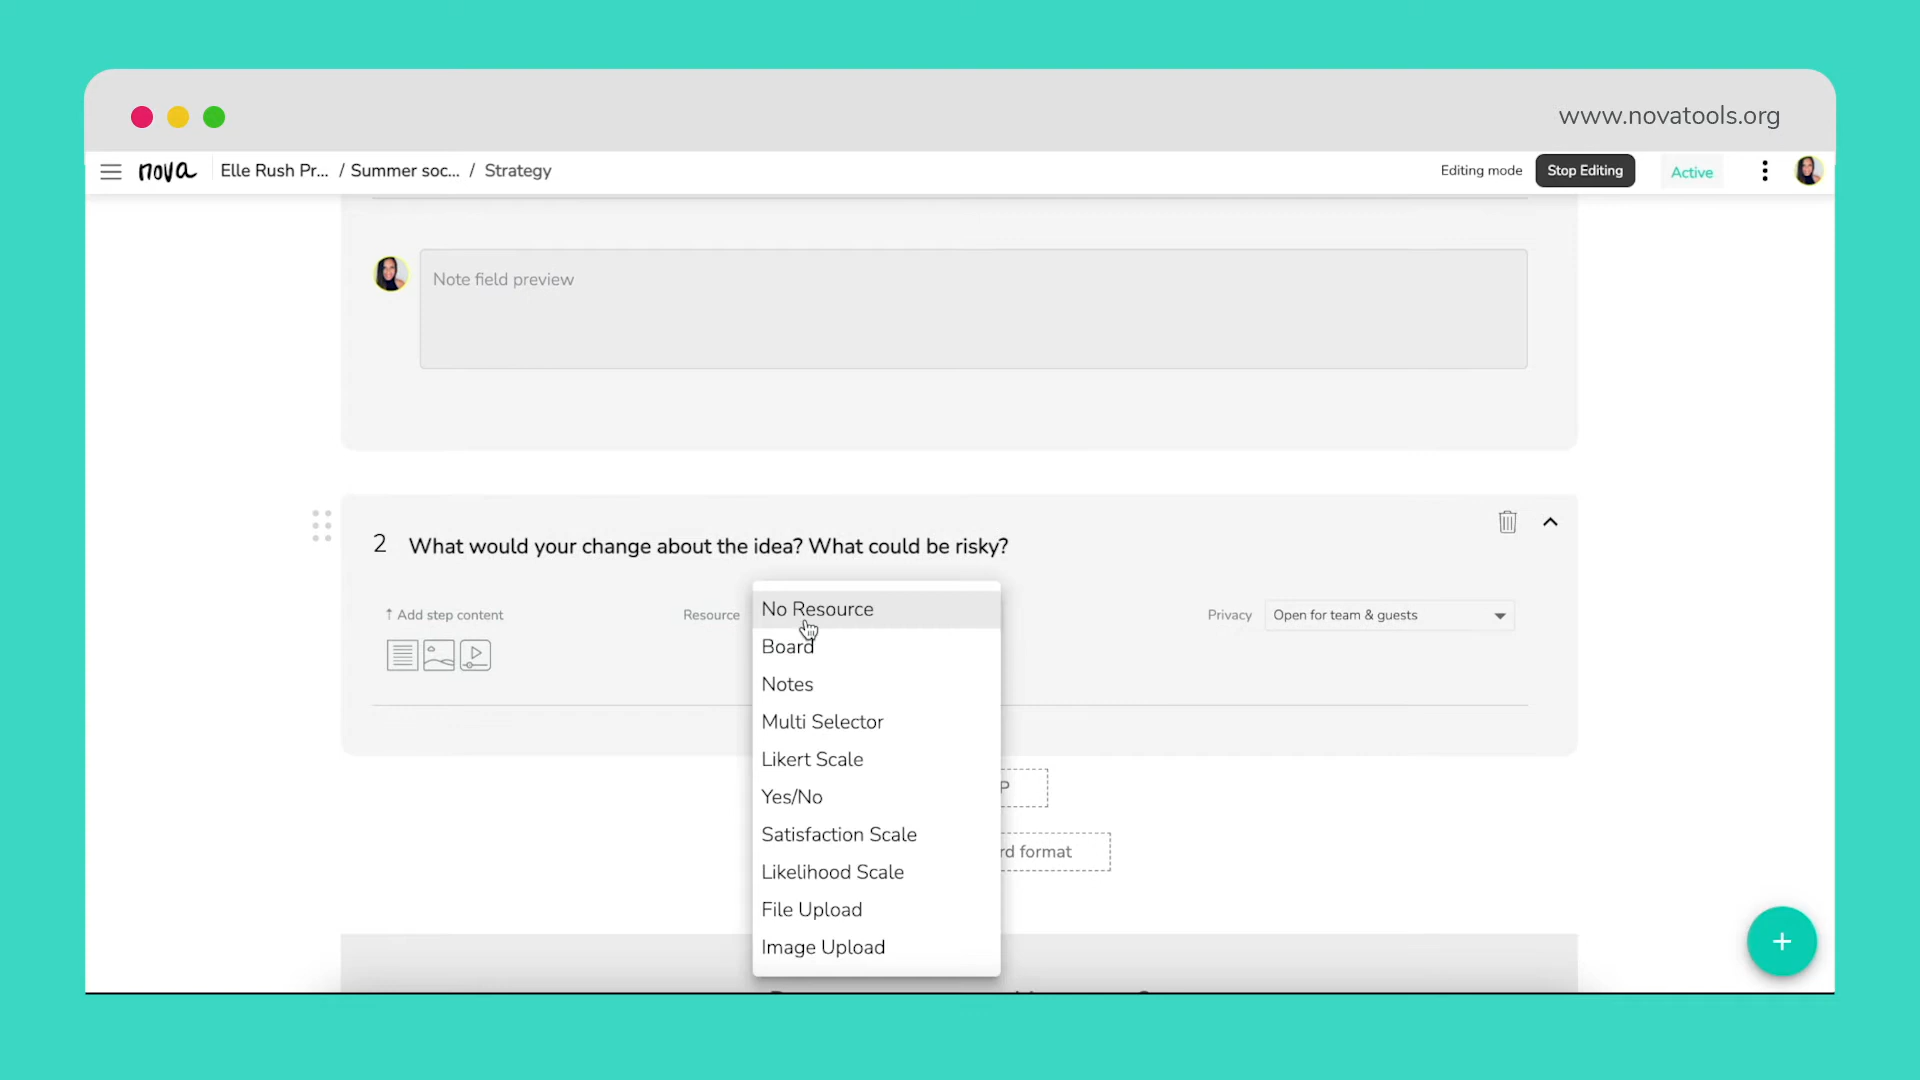 www.novatools.org
nova
Elle Rush Pr... / Summer soc... / Strategy
Editing mode
Stop Editing
Active
Note field preview
2 What would your change about the idea? What could be risky?
↑ Add step content
Resource
Privacy
Open for team & guests
No Resource
Board
Notes
Multi Selector
Likert Scale
Yes/No
Satisfaction Scale
Likelihood Scale
File Upload
Image Upload
P
rd format
+